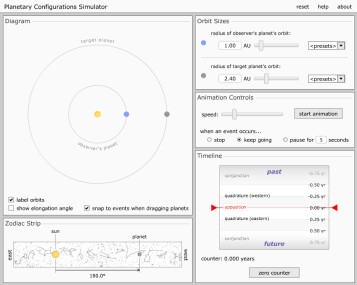 Planetary Configurations Simulator
reset help about
Diagram
target planet
observer's planet
label orbits
show elongation angle
snap to events when dragging planets
Zodiac Strip
sun
planet
east
west
180.0°
Orbit Sizes
radius of observer's planet's orbit:
1.00 AU
<presets>
radius of target planet's orbit:
2.40 AU
<presets>
Animation Controls
speed:
start animation
when an event occurs...
stop
keep going
pause for 5 seconds
Timeline
conjunction -0.75 yr
past
-0.50 yr
quadrature (western) -0.25 yr
opposition 0.00 yr
quadrature (eastern) 0.25 yr
0.50 yr
future
conjunction 0.75 yr
counter: 0.000 years
zero counter